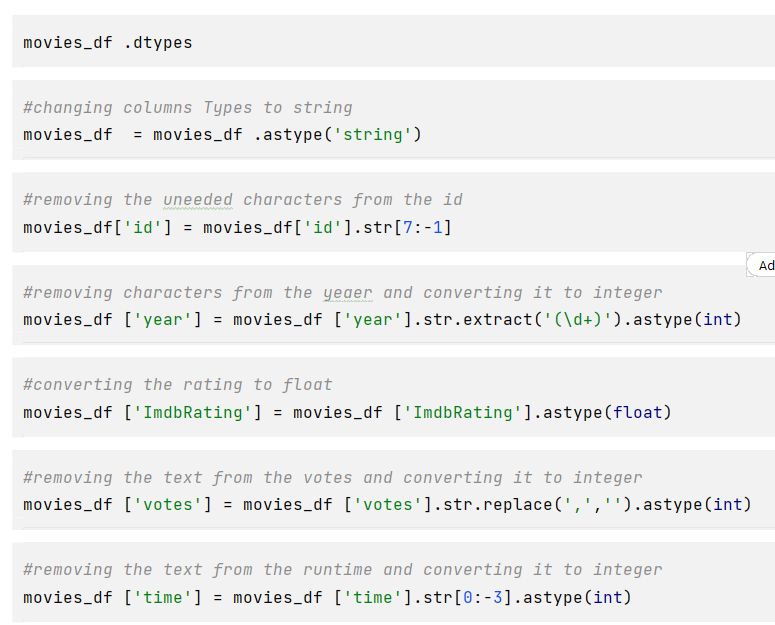 movies_df .dtypes
#changing columns Types to string
movies_df  = movies_df .astype('string')
#removing the uneeded characters from the id
movies_df['id'] = movies_df['id'].str[7:-1]
Ad
#removing characters from the yeaer and converting it to integer
movies_df ['year'] = movies_df ['year'].str.extract('(\d+)').astype(int)
#converting the rating to float
movies_df ['ImdbRating'] = movies_df ['ImdbRating'].astype(float)
#removing the text from the votes and converting it to integer
movies_df ['votes'] = movies_df ['votes'].str.replace(',','').astype(int)
#removing the text from the runtime and converting it to integer
movies_df ['time'] = movies_df ['time'].str[0:-3].astype(int)